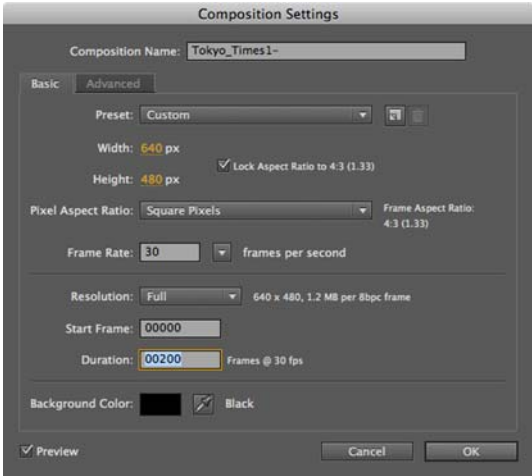 Composition Settings
Composition Name: Tokyo_Times1-
Basic Advanced
Preset: Custom
Width: 640 px
Lock Aspect Ratio to 4:3 (1.33)
Height: 480 px
Pixel Aspect Ratio: Square Pixels Frame Aspect Ratio:
4:3 (1.33)
Frame Rate: 30 frames per second
Resolution: Full 640 x 480, 1.2 MB per 8bpc frame
Start Frame: 00000
Duration: 00200 Frames @ 30 fps
Background Color: Black
Preview Cancel OK